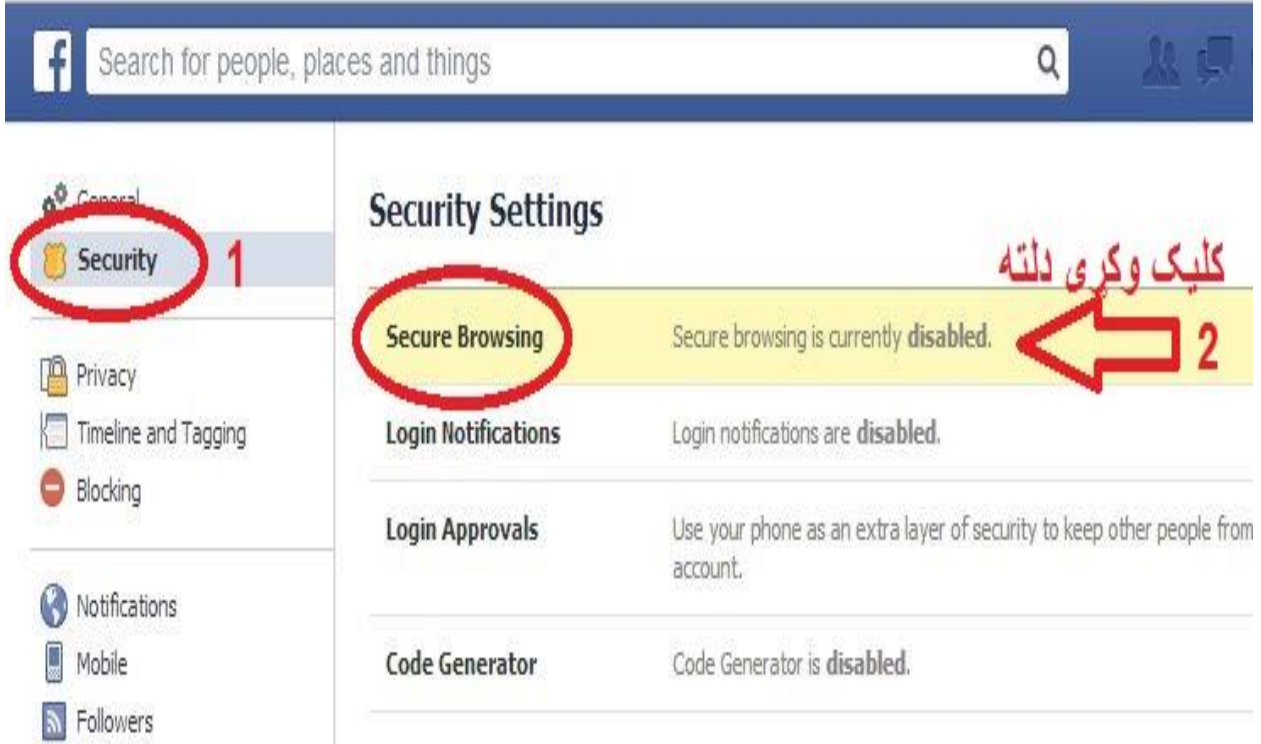 f
Search for people, places and things
General
Security
1
Privacy
Timeline and Tagging
Blocking
Notifications
Mobile
Followers
Security Settings
کلیک وکړی دلته
Secure Browsing
Secure browsing is currently disabled.
2
Login Notifications
Login notifications are disabled.
Login Approvals
Use your phone as an extra layer of security to keep other people from
account.
Code Generator
Code Generator is disabled.